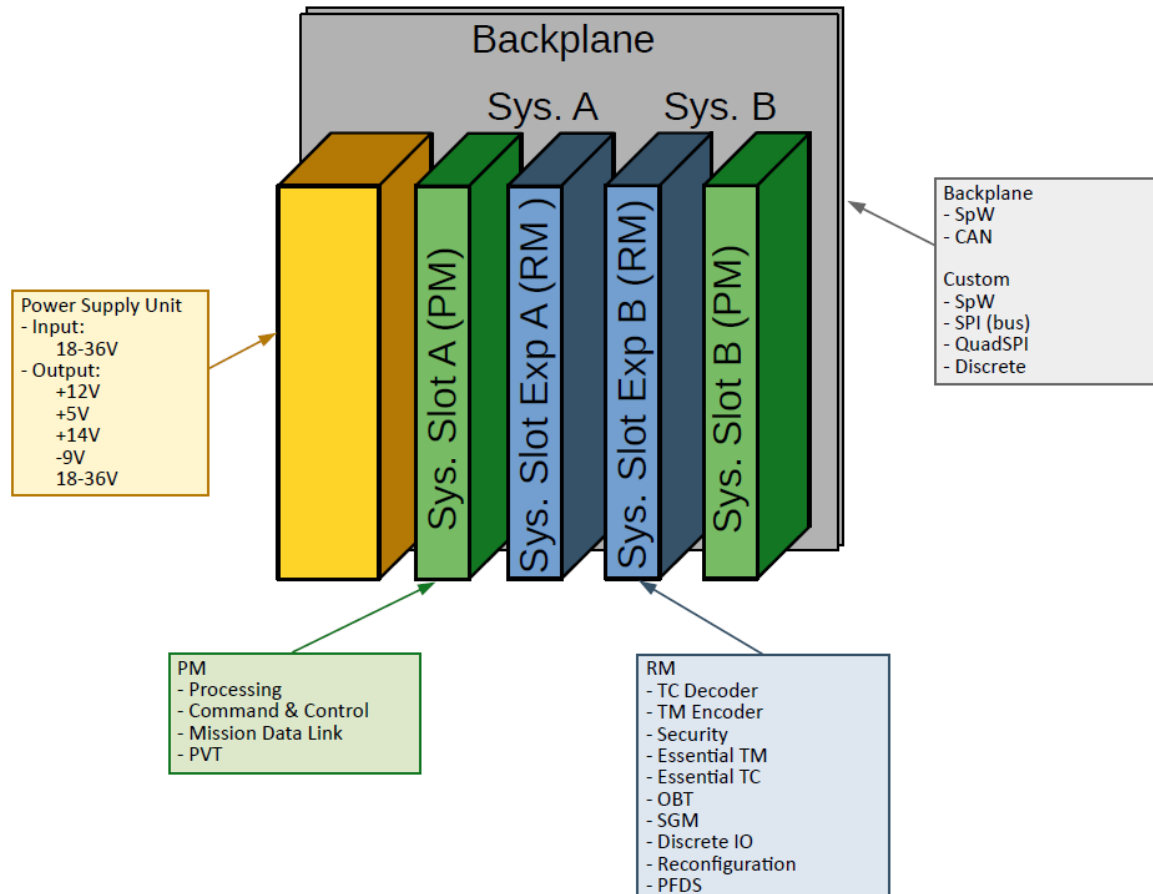 Backplane
Sys. A
Sys. B
Sys. Slot A (PM)
Sys. Slot Exp A (RM )
Sys. Slot Exp B (RM)
Sys. Slot B (PM)
Backplane
- SpW
- CAN
Custom
- SpW
- SPI (bus)
- QuadSPI
- Discrete
Power Supply Unit
- Input:
18-36V
- Output:
+12V
+5V
+14V
-9V
18-36V
PM
- Processing
- Command & Control
- Mission Data Link
- PVT
RM
- TC Decoder
- TM Encoder
- Security
- Essential TM
- Essential TC
- OBT
- SGM
- Discrete IO
- Reconfiguration
- PFDS